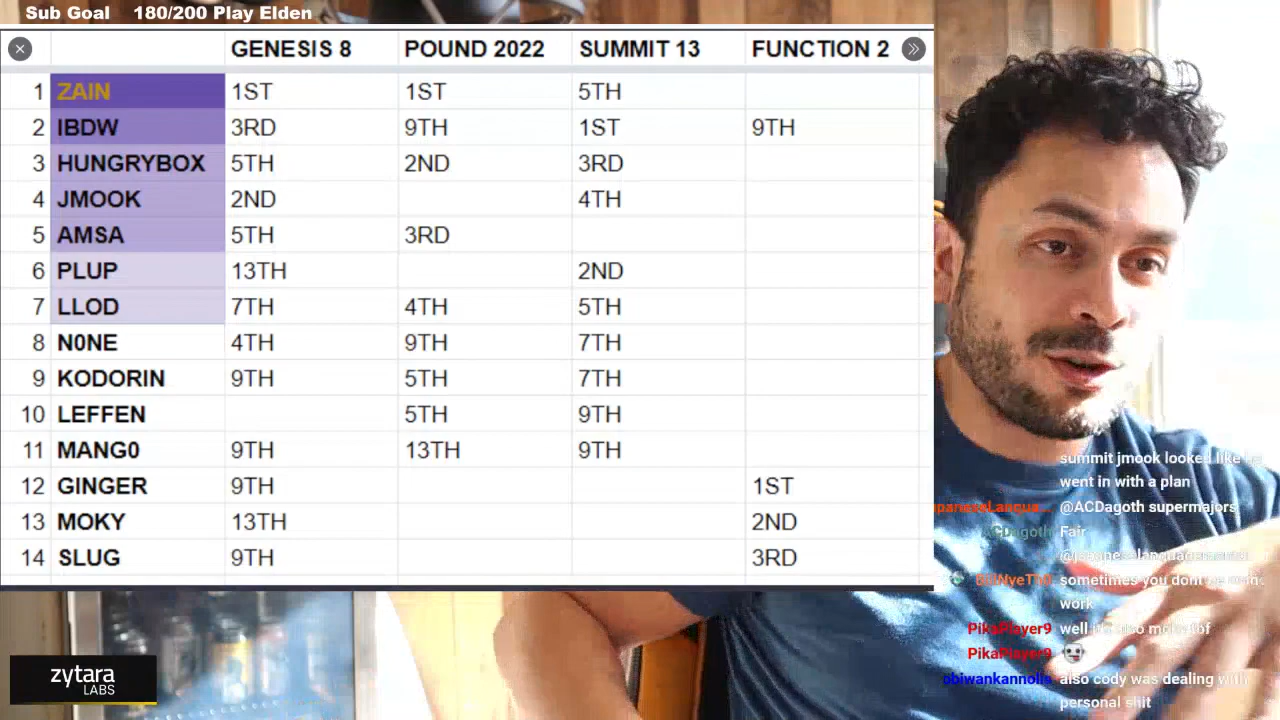 Sub Goal 180/200 Play Elden
GENESIS 8 POUND 2022 SUMMIT 13 FUNCTION 2
1 ZAIN 1ST 1ST 5TH
2 IBDW 3RD 9TH 1ST 9TH
3 HUNGRYBOX 5TH 2ND 3RD
4 JMOOK 2ND 4TH
5 AMSA 5TH 3RD
6 PLUP 13TH 2ND
7 LLOD 7TH 4TH 5TH
8 N0NE 4TH 9TH 7TH
9 KODORIN 9TH 5TH 7TH
10 LEFFEN 5TH 9TH
11 MANG0 9TH 13TH 9TH
12 GINGER 9TH 1ST
13 MOKY 13TH 2ND
14 SLUG 9TH 3RD
summit jmook looked like
went in with a plan
@ACDagoth supermajors
ACDagoth Fair
sometimes you dont
work
PikaPlayer9 well
PikaPlayer9
obiwankannolis also cody was dealing with
personal shit
zytara
LABS